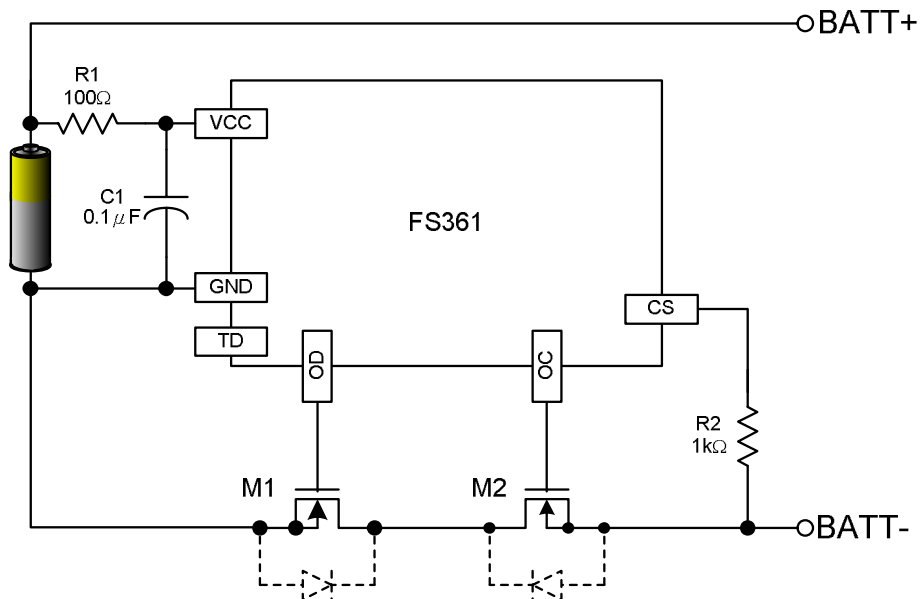 BATT+
R1
100Ω
VCC
C1
0.1μF
FS361
GND
CS
TD
OD
OC
R2
1kΩ
M1
M2
BATT-